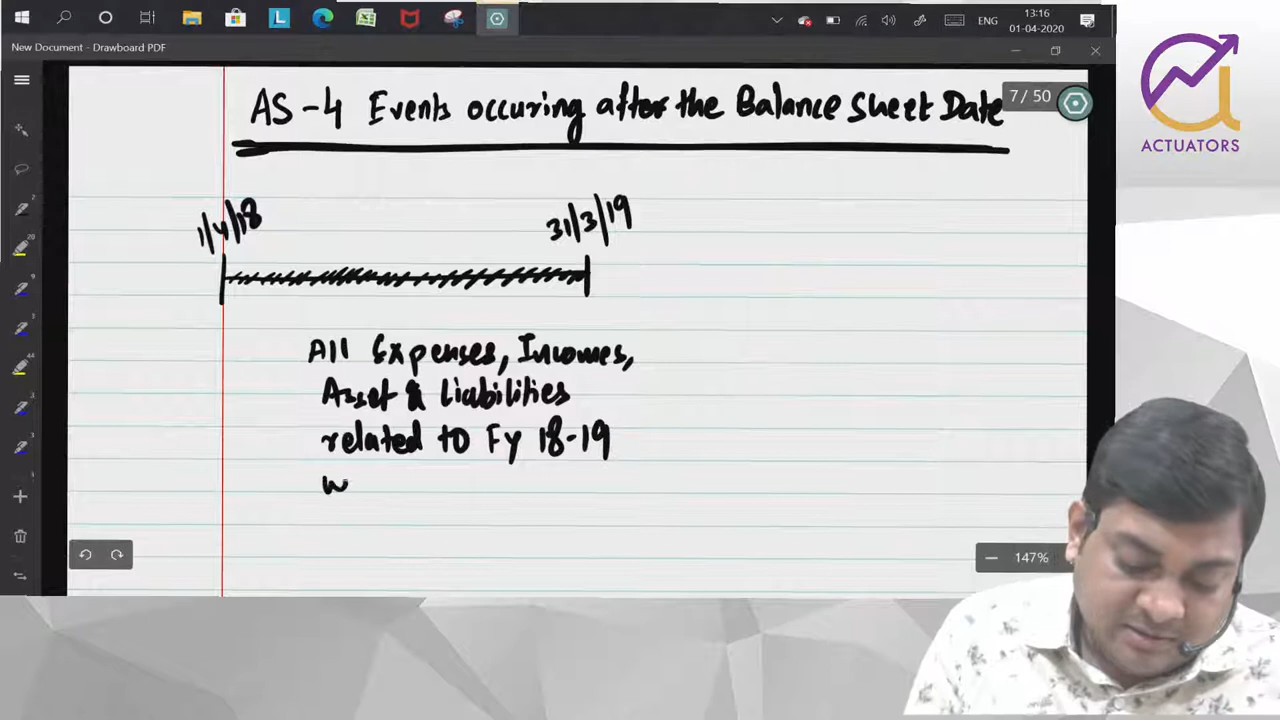 13:16
ENG
01-04-2020
New Document - Drawboard PDF
AS-4 Events occuring after the Balance Sheet Date
7 / 50
ACTUATORS
1/4/18
31/3/19
All Expenses, Incomes,
Asset & Liabilities
related to Fy 18-19
w
147%